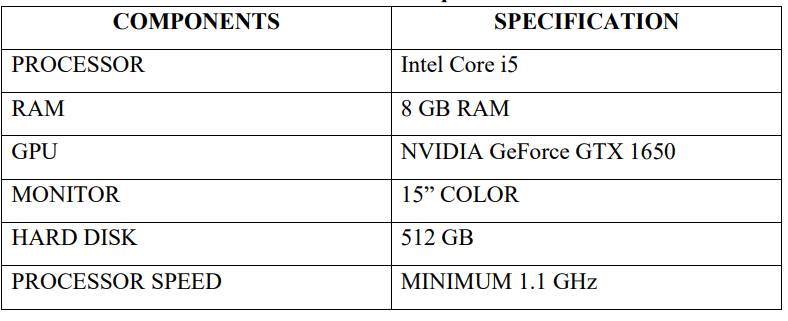 COMPONENTS SPECIFICATION
PROCESSOR Intel Core i5
RAM 8 GB RAM
GPU NVIDIA GeForce GTX 1650
MONITOR 15” COLOR
HARD DISK 512 GB
PROCESSOR SPEED MINIMUM 1.1 GHz